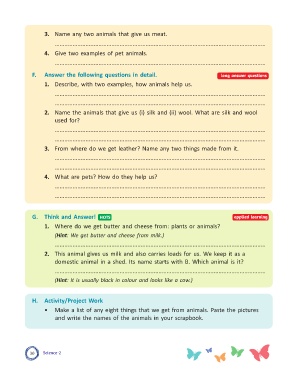 3. Name any two animals that give us meat.
4. Give two examples of pet animals.
F. Answer the following questions in detail. long answer questions
1. Describe, with two examples, how animals help us.
2. Name the animals that give us (i) silk and (ii) wool. What are silk and wool
used for?
3. From where do we get leather? Name any two things made from it.
4. What are pets? How do they help us?
G. Think and Answer! HOTS applied learning
1. Where do we get butter and cheese from: plants or animals?
(Hint: We get butter and cheese from milk.)
2. This animal gives us milk and also carries loads for us. We keep it as a
domestic animal in a shed. Its name starts with B. Which animal is it?
(Hint: It is usually black in colour and looks like a cow.)
H. Activity/Project Work
• Make a list of any eight things that we get from animals. Paste the pictures
and write the names of the animals in your scrapbook.
Science 2